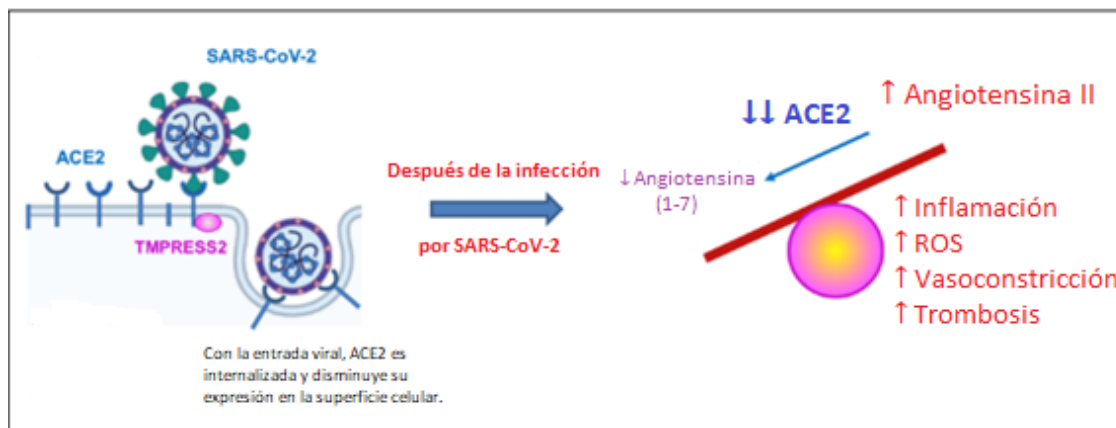 SARS-CoV-2
ACE2
TMPRESS2
Con la entrada viral, ACE2 es
internalizada y disminuye su
expresión en la superficie celular.
Después de la infección
por SARS-CoV-2
↓↓ ACE2
↑ Angiotensina II
↓ Angiotensina
(1-7)
↑ Inflamación
↑ ROS
↑ Vasoconstricción
↑ Trombosis